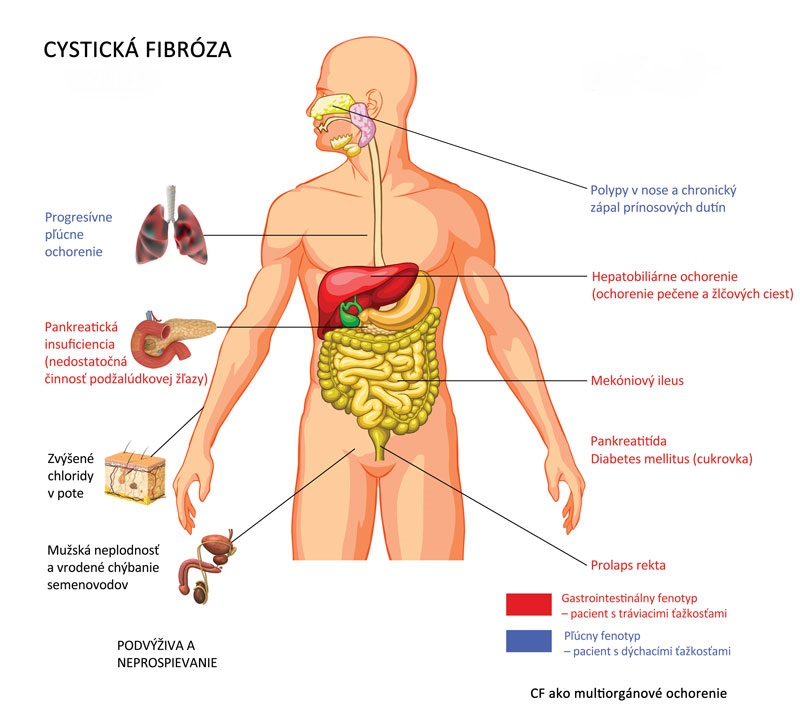 CYSTICKÁ FIBRÓZA
Polypy v nose a chronický
zápal prínosových dutín
Progresívne
pľúcne
ochorenie
Hepatobiliárne ochorenie
(ochorenie pečene a žlčových ciest)
Pankreatická
insuficiencia
(nedostatočná
činnosť podžalúdkovej žľazy)
Mekóniový ileus
Pankreatitída
Diabetes mellitus (cukrovka)
Zvýšené
chloridy
v pote
Mužská neplodnosť
a vrodené chýbanie
semenovodov
Prolaps rekta
Gastrointestinálny fenotyp
– pacient s tráviacimi ťažkosťami
Pľúcny fenotyp
– pacient s dýchacími ťažkosťami
PODVÝŽIVA A
NEPROSPIEVANIE
CF ako multiorgánové ochorenie